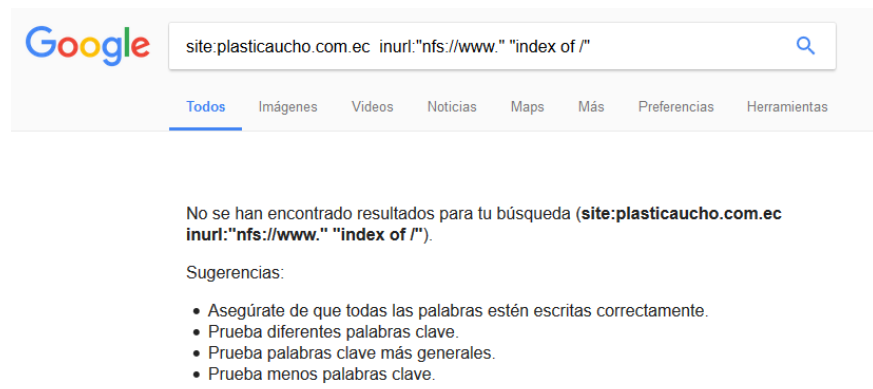 Google
site:plasticaucho.com.ec inurl:"nfs://www." "index of /"
Todos Imágenes Videos Noticias Maps Más Preferencias Herramientas
No se han encontrado resultados para tu búsqueda (site:plasticaucho.com.ec
inurl:"nfs://www." "index of /").
Sugerencias:
• Asegúrate de que todas las palabras estén escritas correctamente.
• Prueba diferentes palabras clave.
• Prueba palabras clave más generales.
• Prueba menos palabras clave.